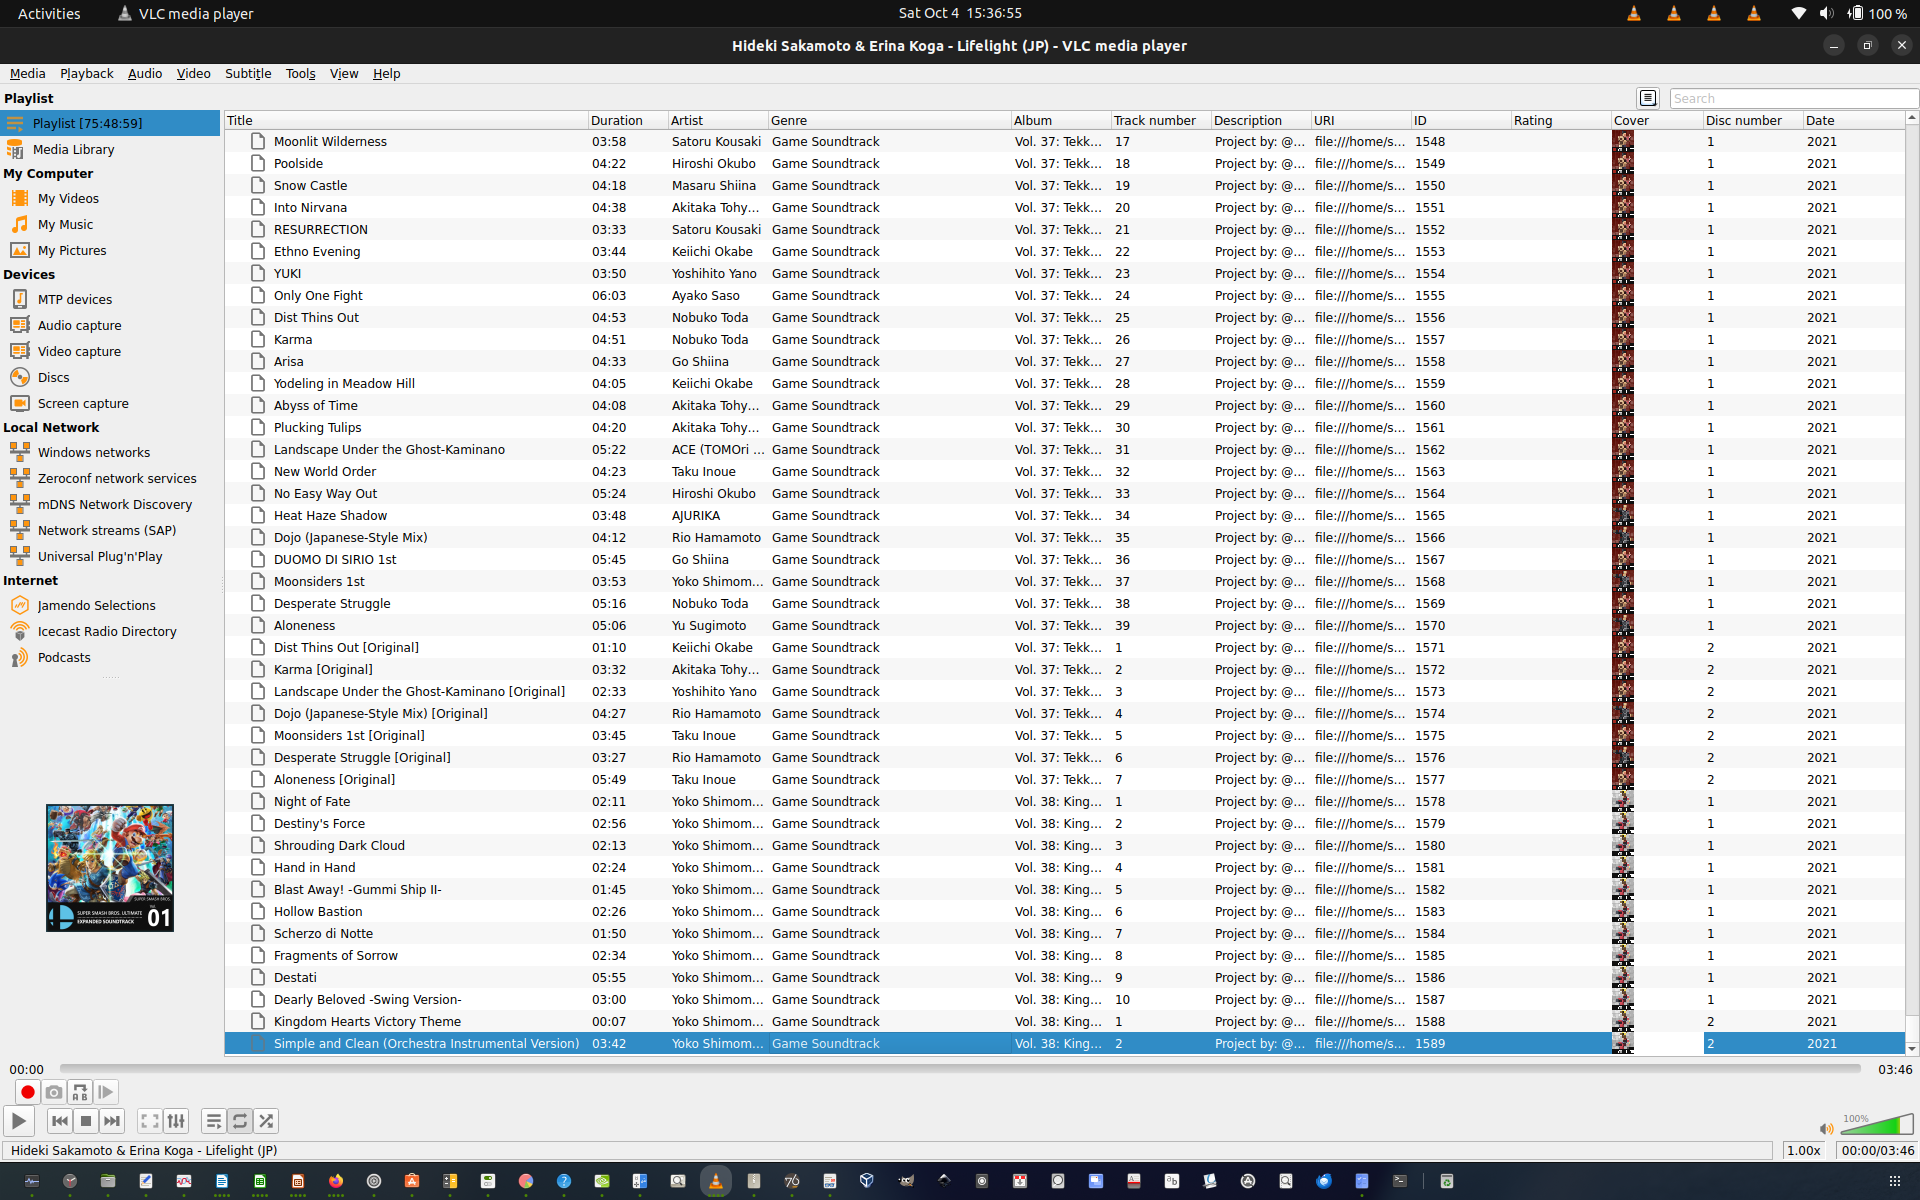 Activities VLC media player Sat Oct 4 15:36:55 100 %
Hideki Sakamoto & Erina Koga - Lifelight (JP) - VLC media player
Media Playback Audio Video Subtitle Tools View Help
Playlist
Search
Playlist [75:48:59]
Media Library
My Computer
My Videos
My Music
My Pictures
Devices
MTP devices
Audio capture
Video capture
Discs
Screen capture
Local Network
Windows networks
Zeroconf network services
mDNS Network Discovery
Network streams (SAP)
Universal Plug'n'Play
Internet
Jamendo Selections
Icecast Radio Directory
Podcasts
SUPER SMASH BROS. ULTIMATE
EXPANDED SOUNDTRACK
01
Title Duration Artist Genre Album Track number Description URI ID Rating Cover Disc number Date
Moonlit Wilderness 03:58 Satoru Kousaki Game Soundtrack Vol. 37: Tekk... 17 Project by: @... file:///home/s... 1548 1 2021
Poolside 04:22 Hiroshi Okubo Game Soundtrack Vol. 37: Tekk... 18 Project by: @... file:///home/s... 1549 1 2021
Snow Castle 04:18 Masaru Shiina Game Soundtrack Vol. 37: Tekk... 19 Project by: @... file:///home/s... 1550 1 2021
Into Nirvana 04:38 Akitaka Tohy... Game Soundtrack Vol. 37: Tekk... 20 Project by: @... file:///home/s... 1551 1 2021
RESURRECTION 03:33 Satoru Kousaki Game Soundtrack Vol. 37: Tekk... 21 Project by: @... file:///home/s... 1552 1 2021
Ethno Evening 03:44 Keiichi Okabe Game Soundtrack Vol. 37: Tekk... 22 Project by: @... file:///home/s... 1553 1 2021
YUKI 03:50 Yoshihito Yano Game Soundtrack Vol. 37: Tekk... 23 Project by: @... file:///home/s... 1554 1 2021
Only One Fight 06:03 Ayako Saso Game Soundtrack Vol. 37: Tekk... 24 Project by: @... file:///home/s... 1555 1 2021
Dist Thins Out 04:53 Nobuko Toda Game Soundtrack Vol. 37: Tekk... 25 Project by: @... file:///home/s... 1556 1 2021
Karma 04:51 Nobuko Toda Game Soundtrack Vol. 37: Tekk... 26 Project by: @... file:///home/s... 1557 1 2021
Arisa 04:33 Go Shiina Game Soundtrack Vol. 37: Tekk... 27 Project by: @... file:///home/s... 1558 1 2021
Yodeling in Meadow Hill 04:05 Keiichi Okabe Game Soundtrack Vol. 37: Tekk... 28 Project by: @... file:///home/s... 1559 1 2021
Abyss of Time 04:08 Akitaka Tohy... Game Soundtrack Vol. 37: Tekk... 29 Project by: @... file:///home/s... 1560 1 2021
Plucking Tulips 04:20 Akitaka Tohy... Game Soundtrack Vol. 37: Tekk... 30 Project by: @... file:///home/s... 1561 1 2021
Landscape Under the Ghost-Kaminano 05:22 ACE (TOMOri ... Game Soundtrack Vol. 37: Tekk... 31 Project by: @... file:///home/s... 1562 1 2021
New World Order 04:23 Taku Inoue Game Soundtrack Vol. 37: Tekk... 32 Project by: @... file:///home/s... 1563 1 2021
No Easy Way Out 05:24 Hiroshi Okubo Game Soundtrack Vol. 37: Tekk... 33 Project by: @... file:///home/s... 1564 1 2021
Heat Haze Shadow 03:48 AJURIKA Game Soundtrack Vol. 37: Tekk... 34 Project by: @... file:///home/s... 1565 1 2021
Dojo (Japanese-Style Mix) 04:12 Rio Hamamoto Game Soundtrack Vol. 37: Tekk... 35 Project by: @... file:///home/s... 1566 1 2021
DUOMO DI SIRIO 1st 05:45 Go Shiina Game Soundtrack Vol. 37: Tekk... 36 Project by: @... file:///home/s... 1567 1 2021
Moonsiders 1st 03:53 Yoko Shimom... Game Soundtrack Vol. 37: Tekk... 37 Project by: @... file:///home/s... 1568 1 2021
Desperate Struggle 05:16 Nobuko Toda Game Soundtrack Vol. 37: Tekk... 38 Project by: @... file:///home/s... 1569 1 2021
Aloneness 05:06 Yu Sugimoto Game Soundtrack Vol. 37: Tekk... 39 Project by: @... file:///home/s... 1570 1 2021
Dist Thins Out [Original] 01:10 Keiichi Okabe Game Soundtrack Vol. 37: Tekk... 1 Project by: @... file:///home/s... 1571 2 2021
Karma [Original] 03:32 Akitaka Tohy... Game Soundtrack Vol. 37: Tekk... 2 Project by: @... file:///home/s... 1572 2 2021
Landscape Under the Ghost-Kaminano [Original] 02:33 Yoshihito Yano Game Soundtrack Vol. 37: Tekk... 3 Project by: @... file:///home/s... 1573 2 2021
Dojo (Japanese-Style Mix) [Original] 04:27 Rio Hamamoto Game Soundtrack Vol. 37: Tekk... 4 Project by: @... file:///home/s... 1574 2 2021
Moonsiders 1st [Original] 03:45 Taku Inoue Game Soundtrack Vol. 37: Tekk... 5 Project by: @... file:///home/s... 1575 2 2021
Desperate Struggle [Original] 03:27 Rio Hamamoto Game Soundtrack Vol. 37: Tekk... 6 Project by: @... file:///home/s... 1576 2 2021
Aloneness [Original] 05:49 Taku Inoue Game Soundtrack Vol. 37: Tekk... 7 Project by: @... file:///home/s... 1577 2 2021
Night of Fate 02:11 Yoko Shimom... Game Soundtrack Vol. 38: King... 1 Project by: @... file:///home/s... 1578 1 2021
Destiny's Force 02:56 Yoko Shimom... Game Soundtrack Vol. 38: King... 2 Project by: @... file:///home/s... 1579 1 2021
Shrouding Dark Cloud 02:13 Yoko Shimom... Game Soundtrack Vol. 38: King... 3 Project by: @... file:///home/s... 1580 1 2021
Hand in Hand 02:24 Yoko Shimom... Game Soundtrack Vol. 38: King... 4 Project by: @... file:///home/s... 1581 1 2021
Blast Away! -Gummi Ship II- 01:45 Yoko Shimom... Game Soundtrack Vol. 38: King... 5 Project by: @... file:///home/s... 1582 1 2021
Hollow Bastion 02:26 Yoko Shimom... Game Soundtrack Vol. 38: King... 6 Project by: @... file:///home/s... 1583 1 2021
Scherzo di Notte 01:50 Yoko Shimom... Game Soundtrack Vol. 38: King... 7 Project by: @... file:///home/s... 1584 1 2021
Fragments of Sorrow 02:34 Yoko Shimom... Game Soundtrack Vol. 38: King... 8 Project by: @... file:///home/s... 1585 1 2021
Destati 05:55 Yoko Shimom... Game Soundtrack Vol. 38: King... 9 Project by: @... file:///home/s... 1586 1 2021
Dearly Beloved -Swing Version- 03:00 Yoko Shimom... Game Soundtrack Vol. 38: King... 10 Project by: @... file:///home/s... 1587 1 2021
Kingdom Hearts Victory Theme 00:07 Yoko Shimom... Game Soundtrack Vol. 38: King... 1 Project by: @... file:///home/s... 1588 2 2021
Simple and Clean (Orchestra Instrumental Version) 03:42 Yoko Shimom... Game Soundtrack Vol. 38: King... 2 Project by: @... file:///home/s... 1589 2 2021
00:00 03:46
100%
Hideki Sakamoto & Erina Koga - Lifelight (JP) 1.00x 00:00/03:46